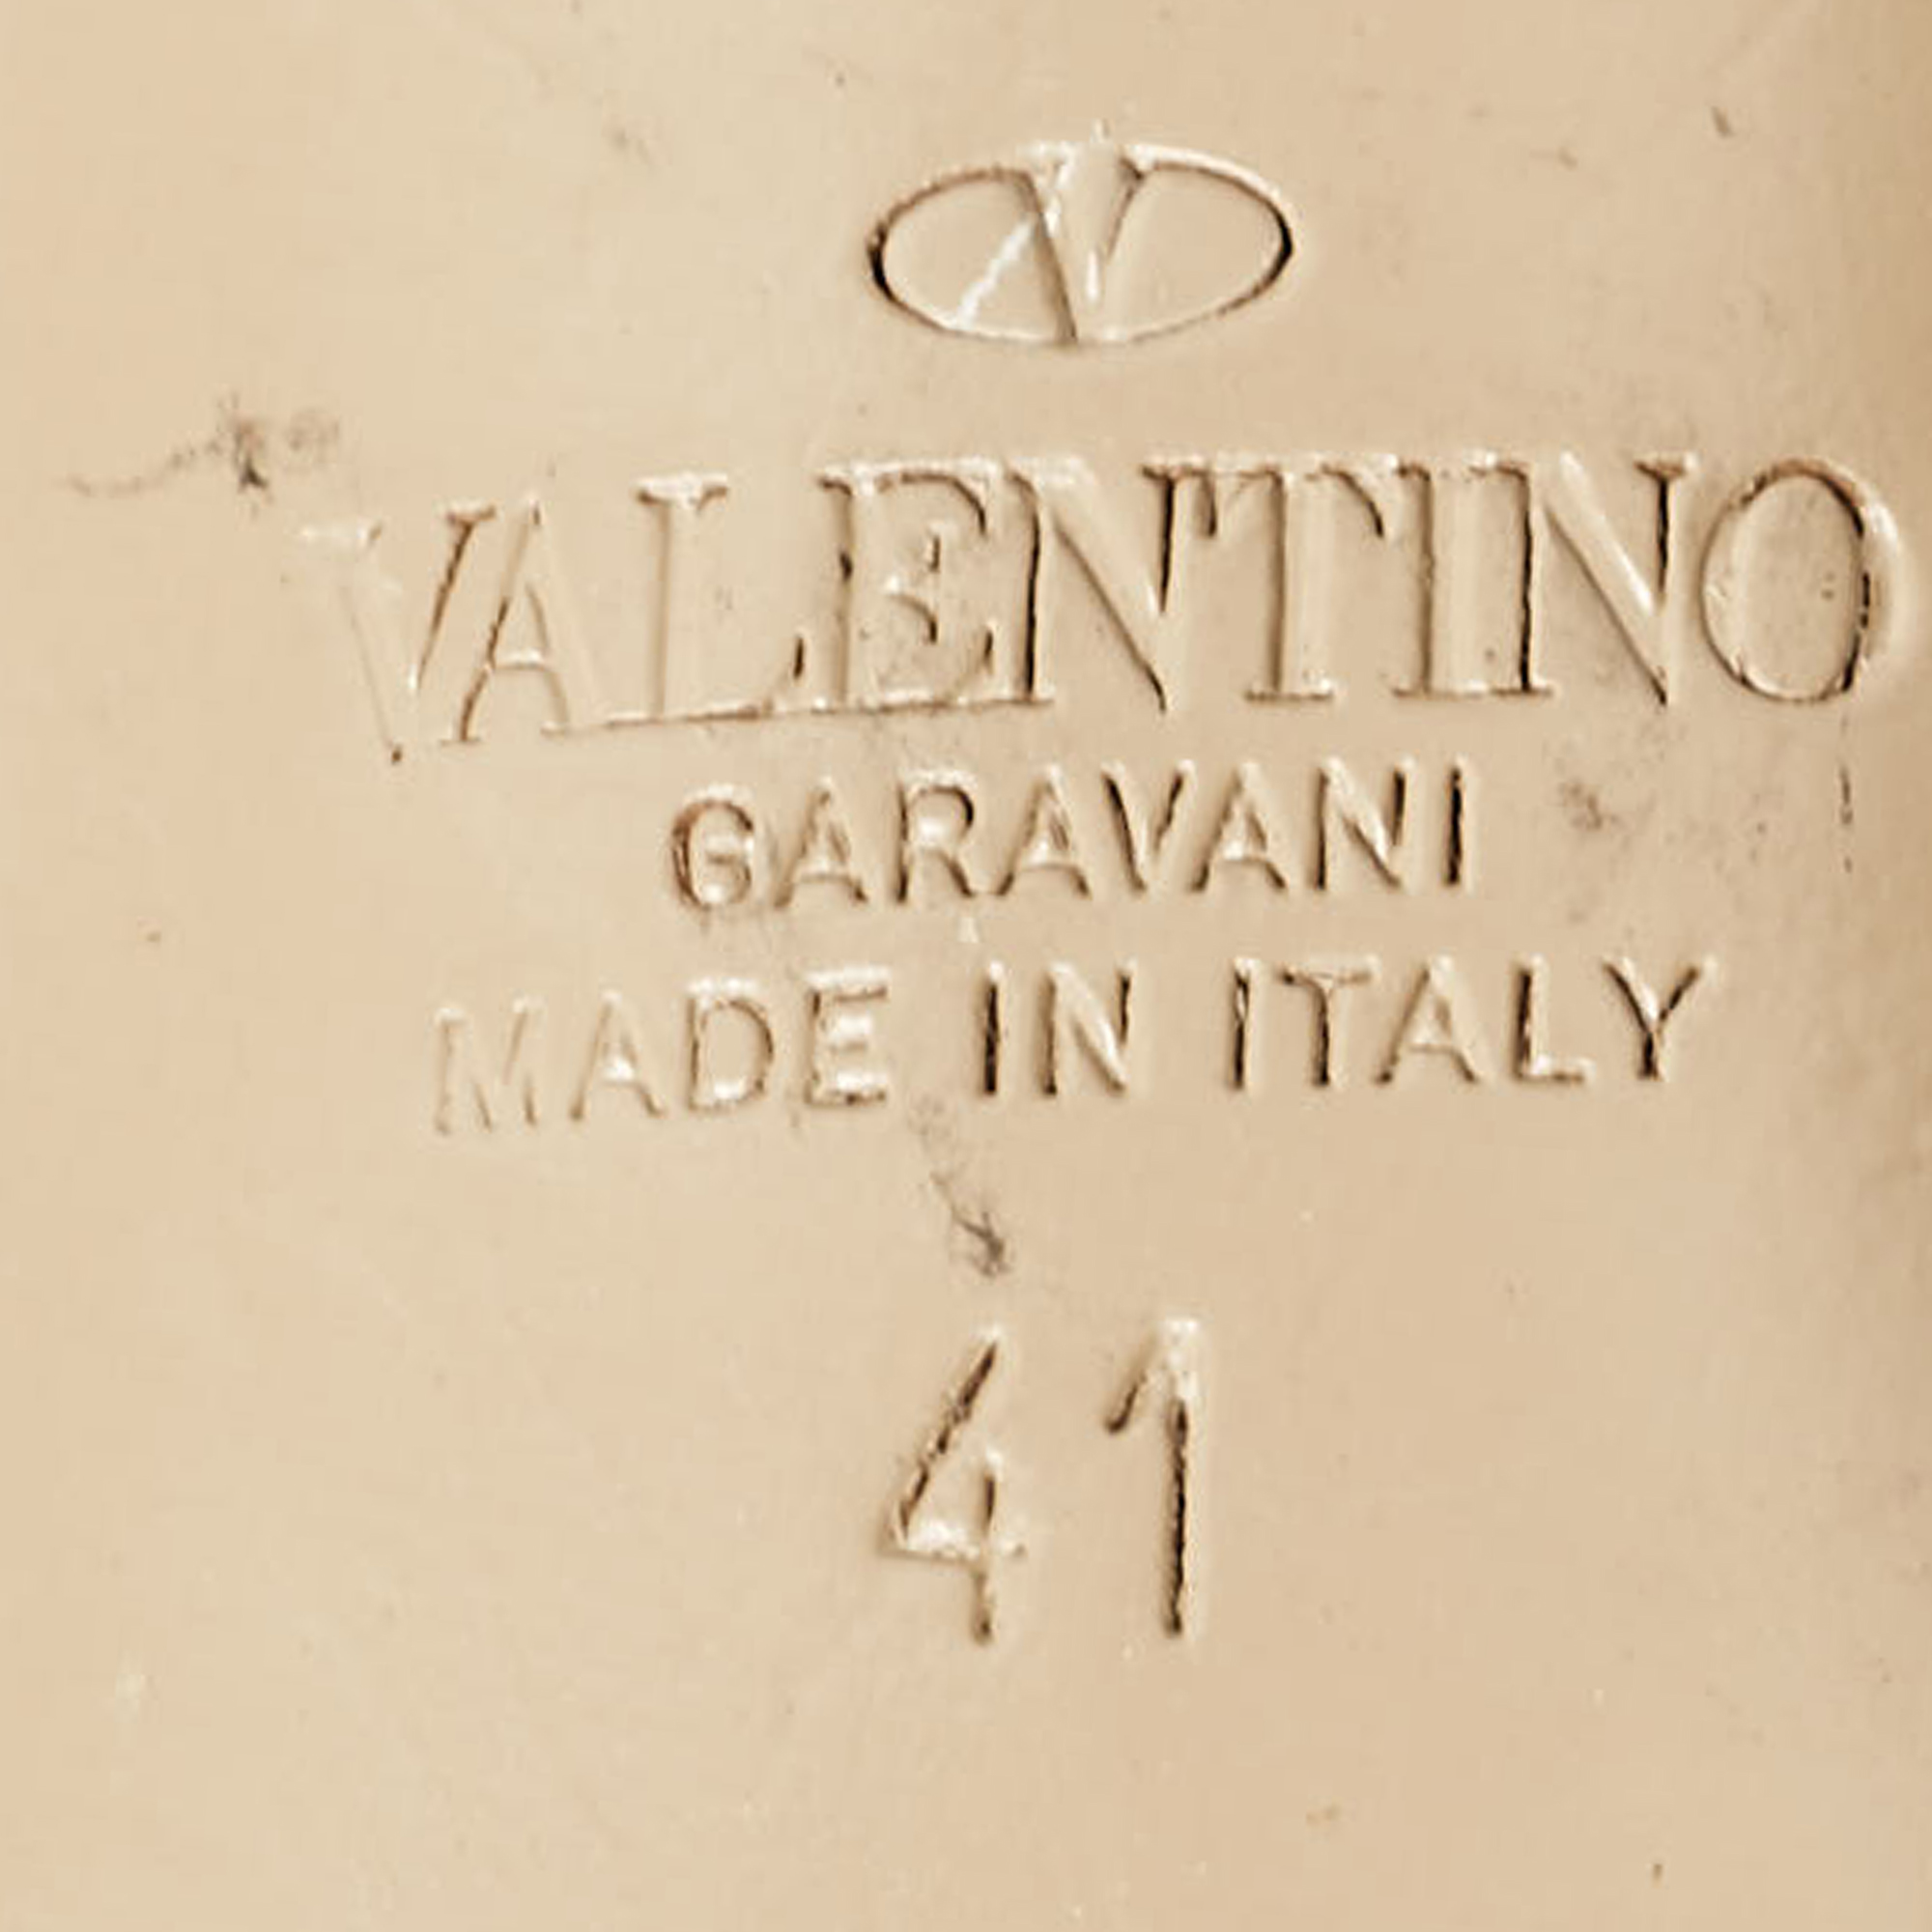 V
VALENTINO
GARAVANI
MADE IN ITALY
41